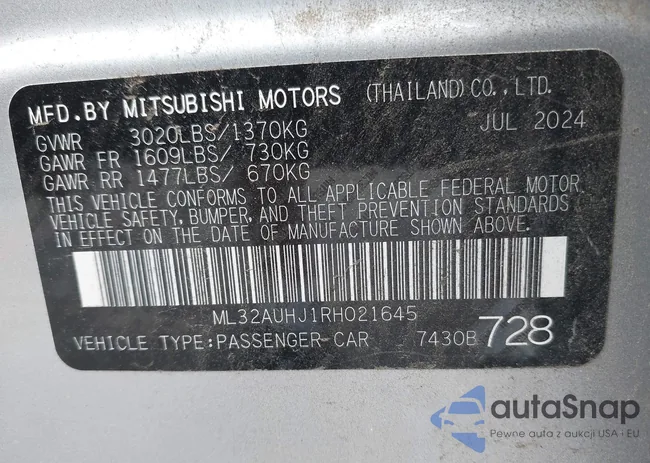 MFD.BY MITSUBISHI MOTORS (THAILAND)CO.,LTD.
GVWR 3020LBS/1370KG JUL 2024
GAWR FR 1609LBS/ 730KG
GAWR RR 1477LBS/ 670KG
THIS VEHICLE CONFORMS TO ALL APPLICABLE FEDERAL MOTOR
VEHICLE SAFETY, BUMPER, AND THEFT PREVENTION STANDARDS
IN EFFECT ON THE DATE OF MANUFACTURE SHOWN ABOVE.
ML32AUHJ1RH021645
VEHICLE TYPE:PASSENGER-CAR 7430B 728
autoSnap
Pewne auta z aukcji USA i EU